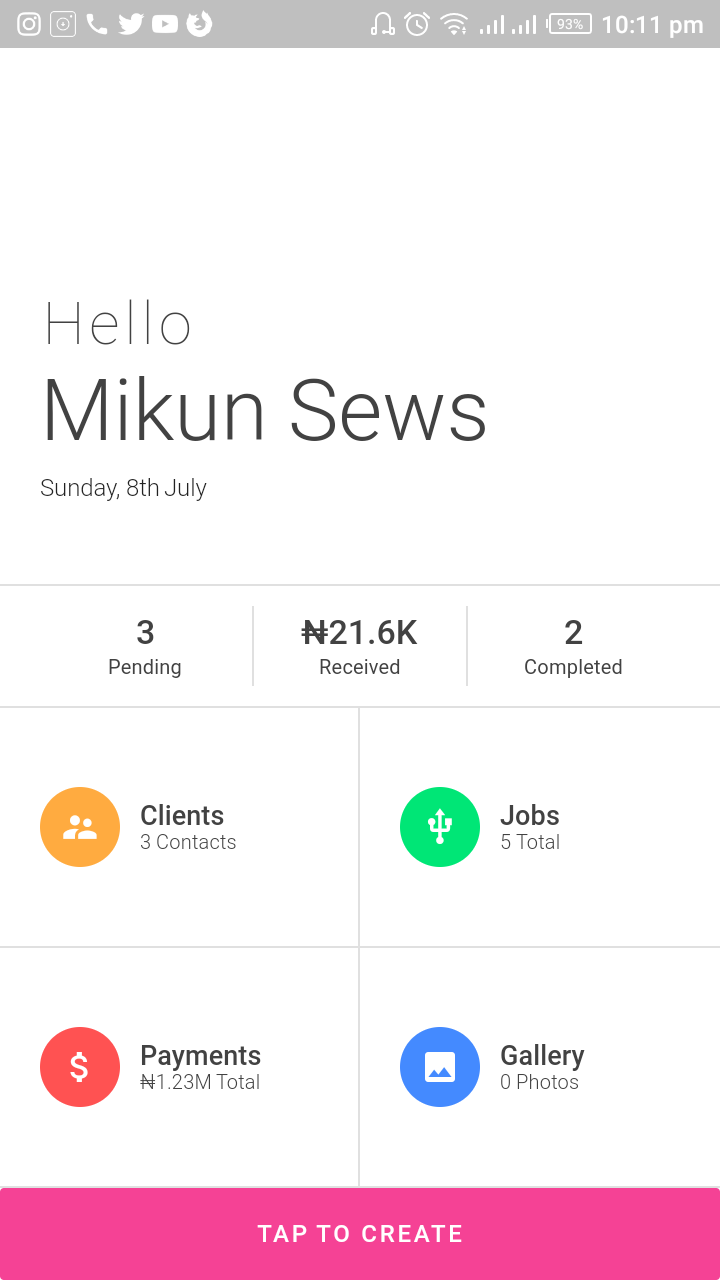 93% 10:11 pm
Hello
Mikun Sews
Sunday, 8th July
3 ₦21.6K 2
Pending Received Completed
Clients Jobs
3 Contacts 5 Total
Payments Gallery
₦1.23M Total 0 Photos
TAP TO CREATE